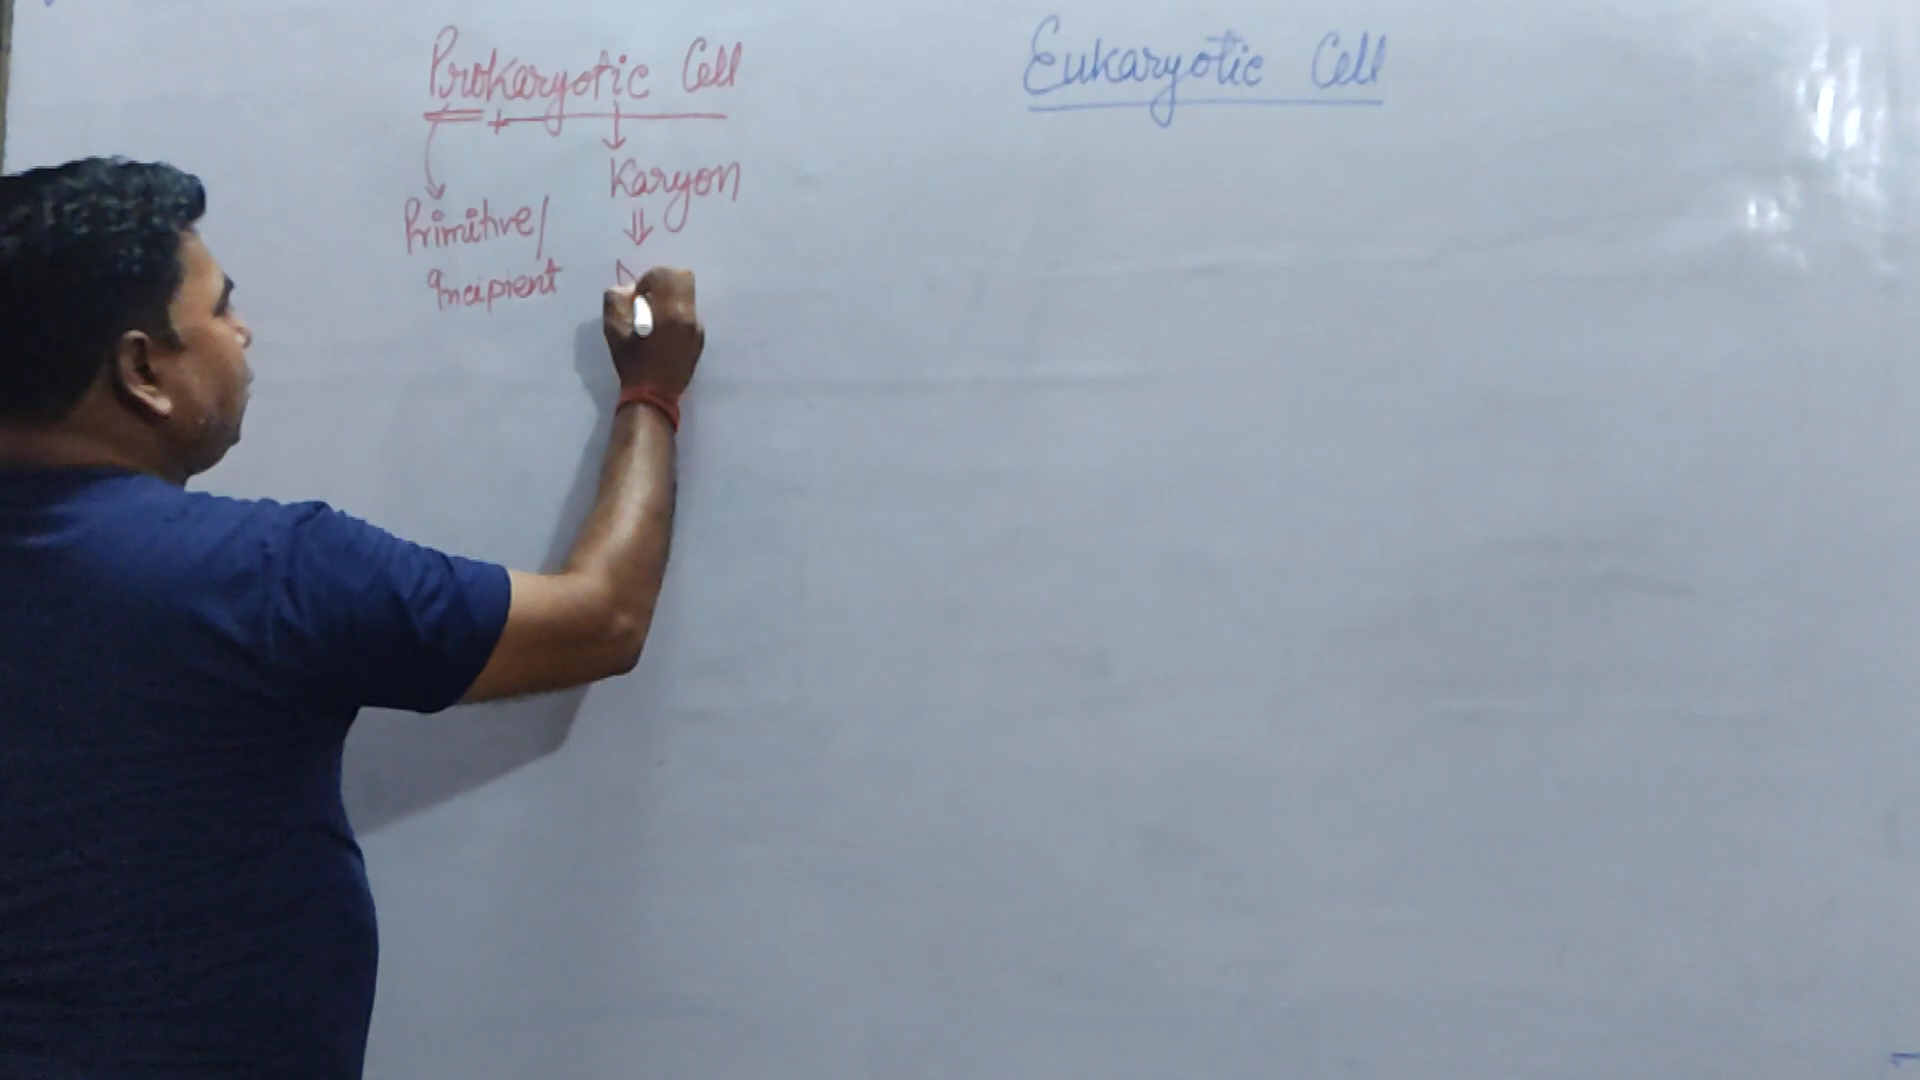 Prokaryotic Cell
Karyon
Primitive/
Incipient
Eukaryotic Cell